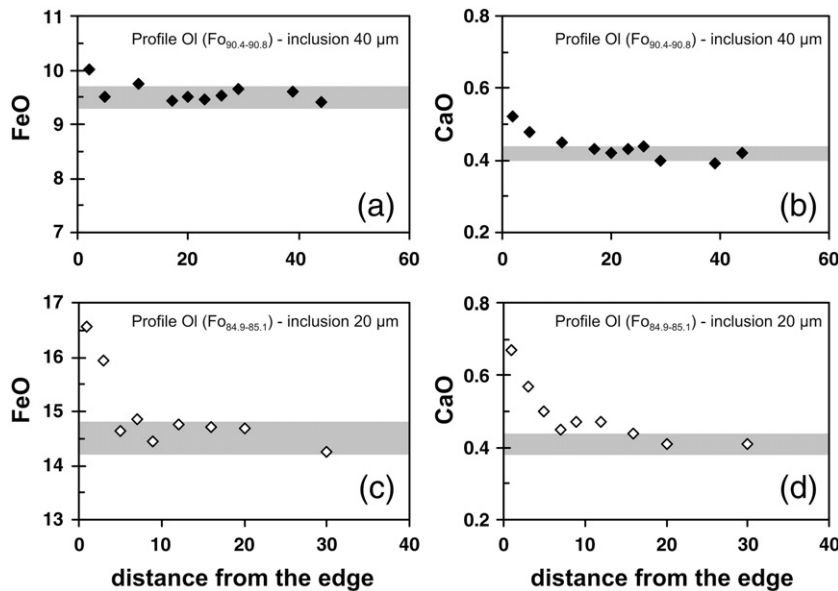 11
10
9
8
7
FeO
Profile Ol (Fo90.4-90.8) - inclusion 40 µm
(a)
0 20 40 60
0.8
0.6
0.4
0.2
CaO
Profile Ol (Fo90.4-90.8) - inclusion 40 µm
(b)
0 20 40 60
17
16
15
14
13
FeO
Profile Ol (Fo84.9-85.1) - inclusion 20 µm
(c)
0 10 20 30 40
distance from the edge
0.8
0.6
0.4
0.2
CaO
Profile Ol (Fo84.9-85.1) - inclusion 20 µm
(d)
0 10 20 30 40
distance from the edge